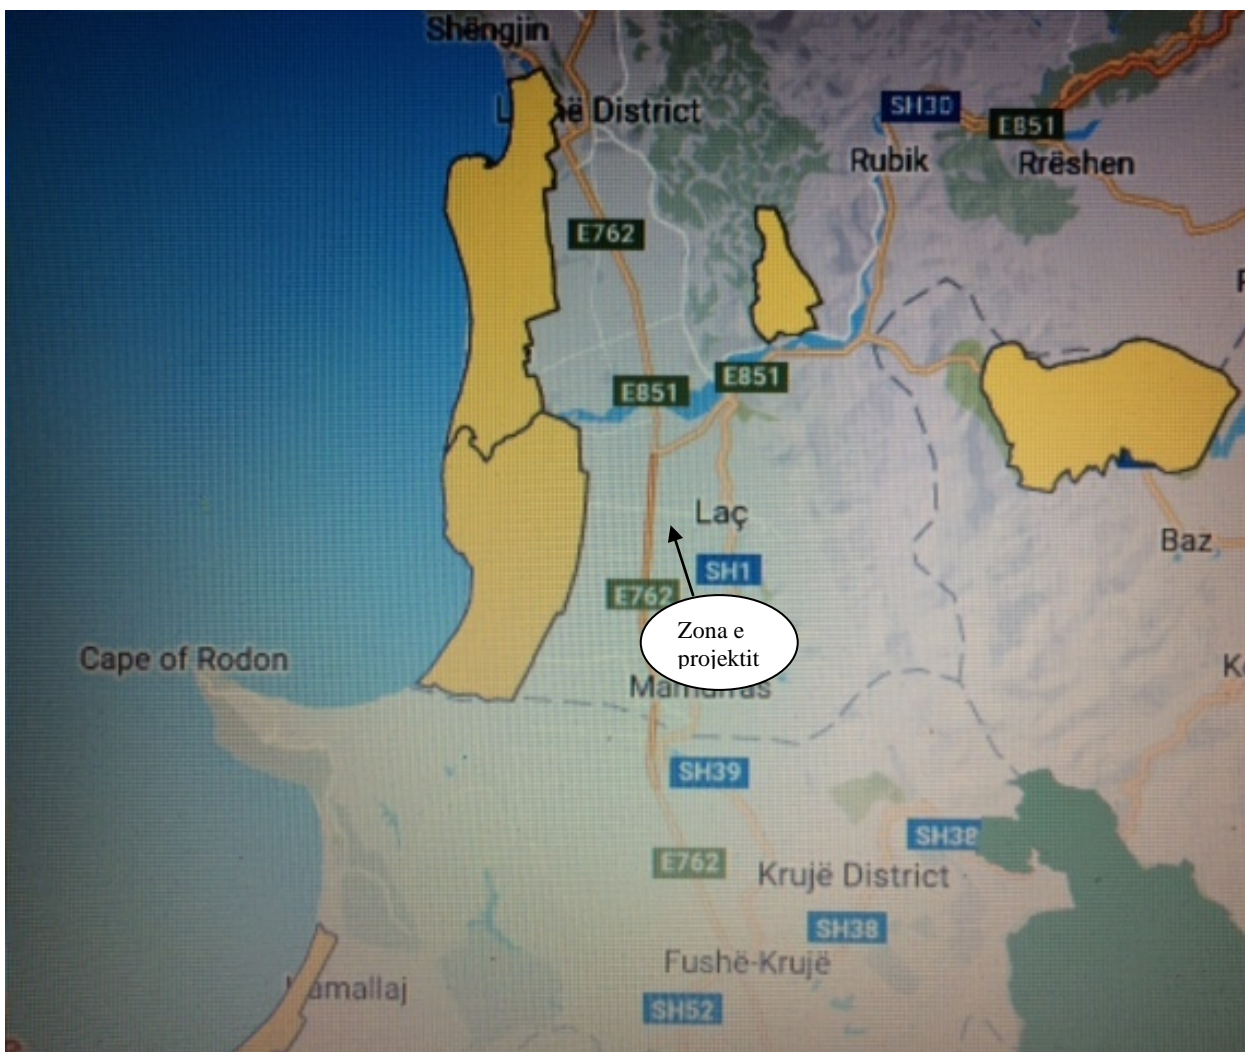 Shëngjin
ë District
SH30
E851
Rubik
Rrëshen
E762
E851
E851
Laç
SH1
Baz
E762
Zona e
projektit
Cape of Rodon
SH39
SH38
E762
Krujë District
SH38
Fushë-Krujë
amallaj
SH52